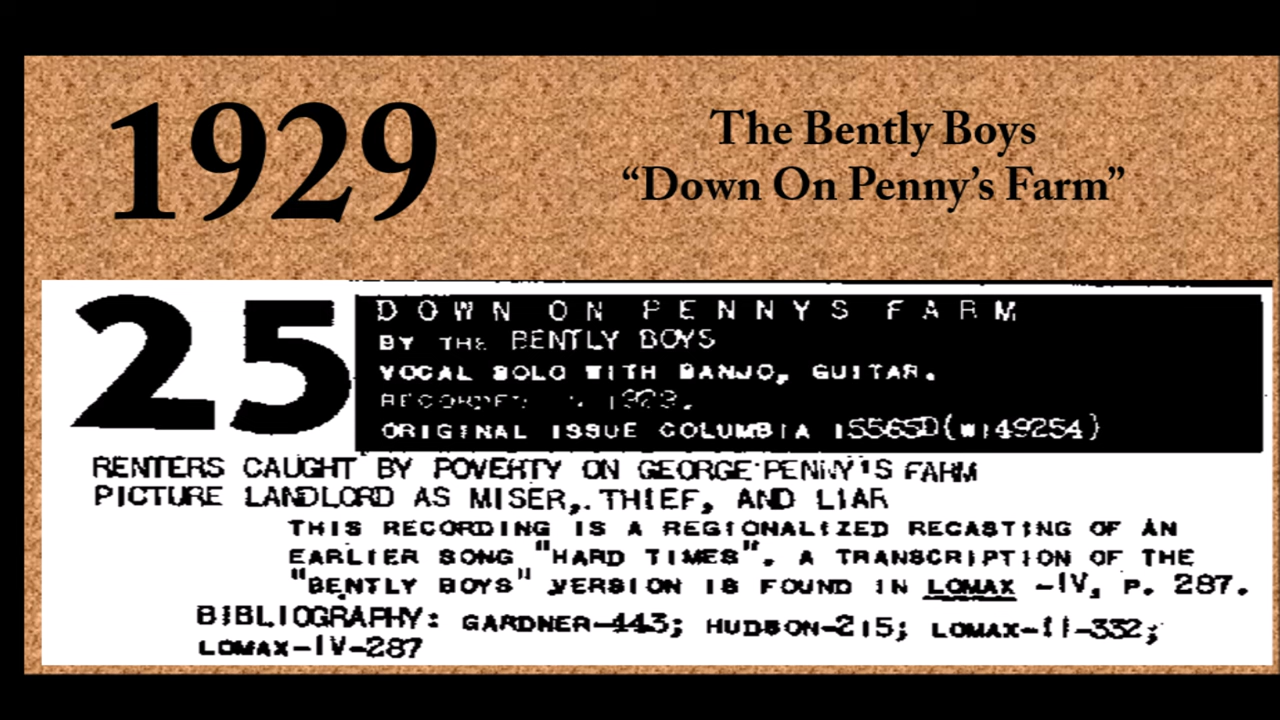 1929
The Bently Boys
“Down On Penny’s Farm”
25
DOWN ON PENNYS FARM
BY THE BENTLY BOYS
VOCAL SOLO WITH BANJO, GUITAR.
RECORDED IN 1929.
ORIGINAL ISSUE COLUMBIA 15565D(W149254)
RENTERS CAUGHT BY POVERTY ON GEORGE PENNY'S FARM
PICTURE LANDLORD AS MISER, THIEF, AND LIAR
THIS RECORDING IS A REGIONALIZED RECASTING OF AN
EARLIER SONG "HARD TIMES". A TRANSCRIPTION OF THE
"BENTLY BOYS" VERSION IS FOUND IN LOMAX -IV, P. 287.
BIBLIOGRAPHY: GARDNER-443; HUDSON-215; LOMAX-II-332;
LOMAX-IV-287